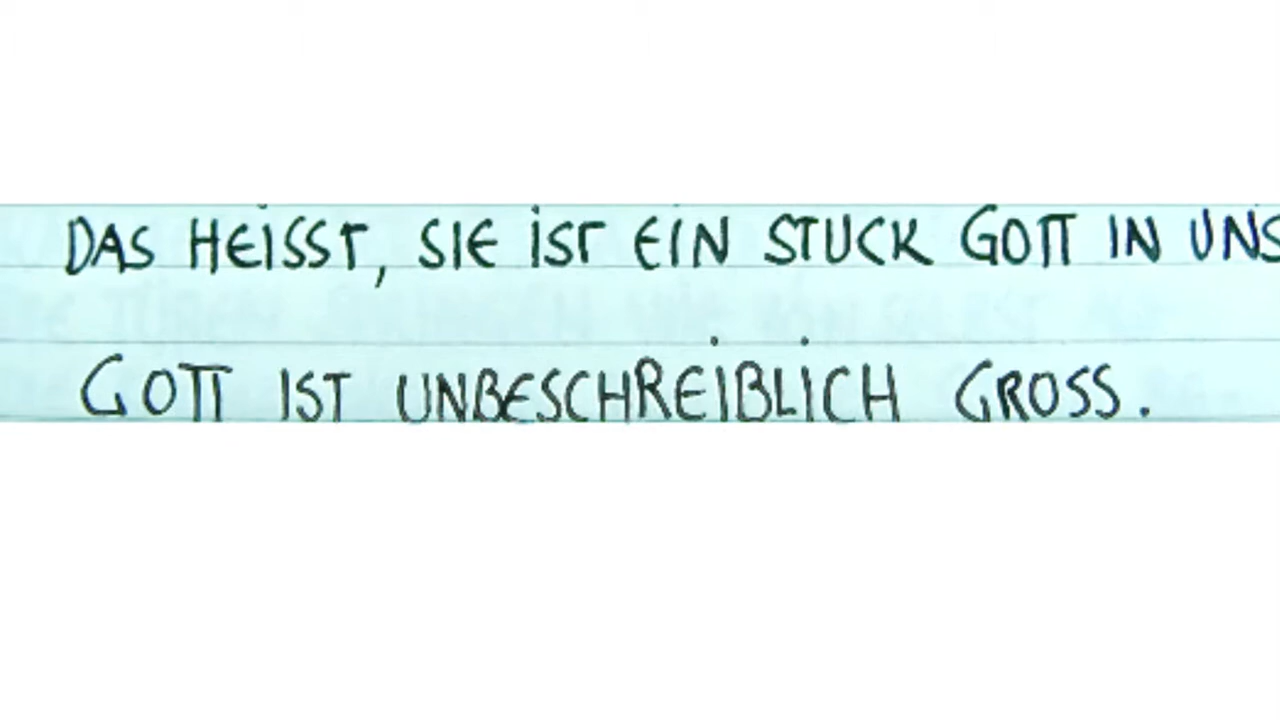 DAS HEISST, SIE IST EIN STUCK GOTT IN UNS
GOTT IST UNBESCHREIBLICH GROSS.